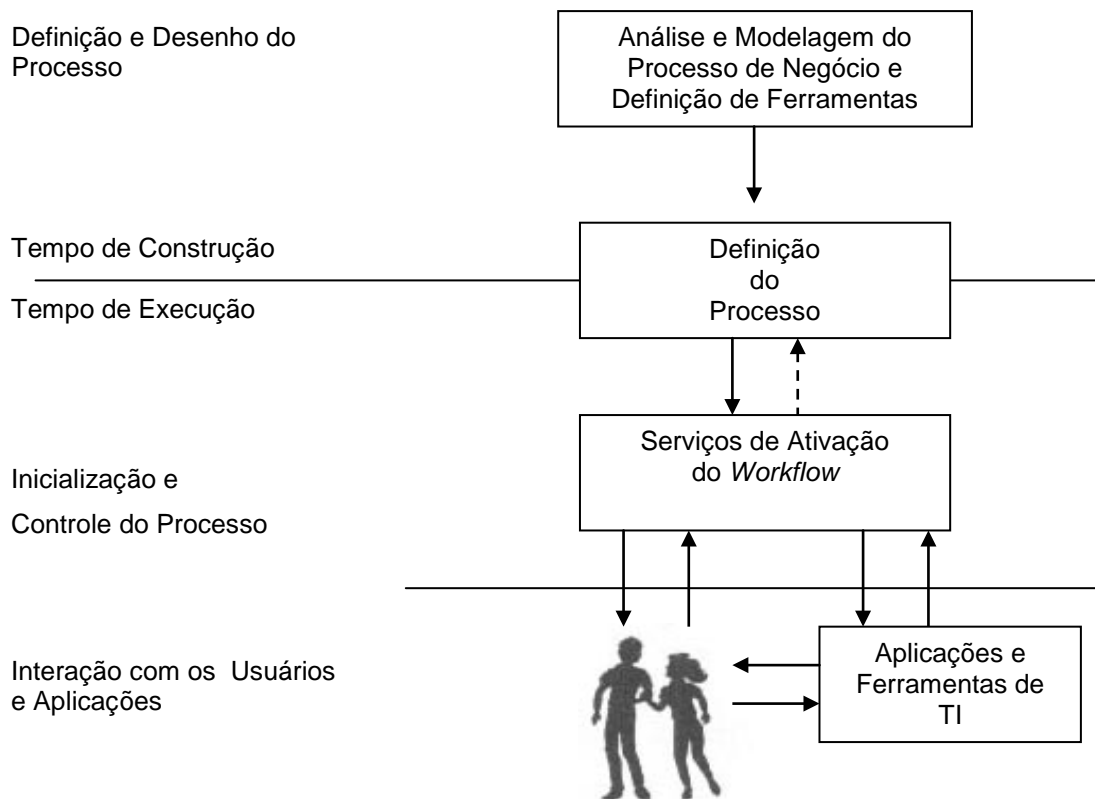 Definição e Desenho do
Processo
Análise e Modelagem do
Processo de Negócio e
Definição de Ferramentas
Tempo de Construção
Tempo de Execução
Definição
do
Processo
Serviços de Ativação
do Workflow
Inicialização e
Controle do Processo
Interação com os Usuários
e Aplicações
Aplicações e
Ferramentas de
TI